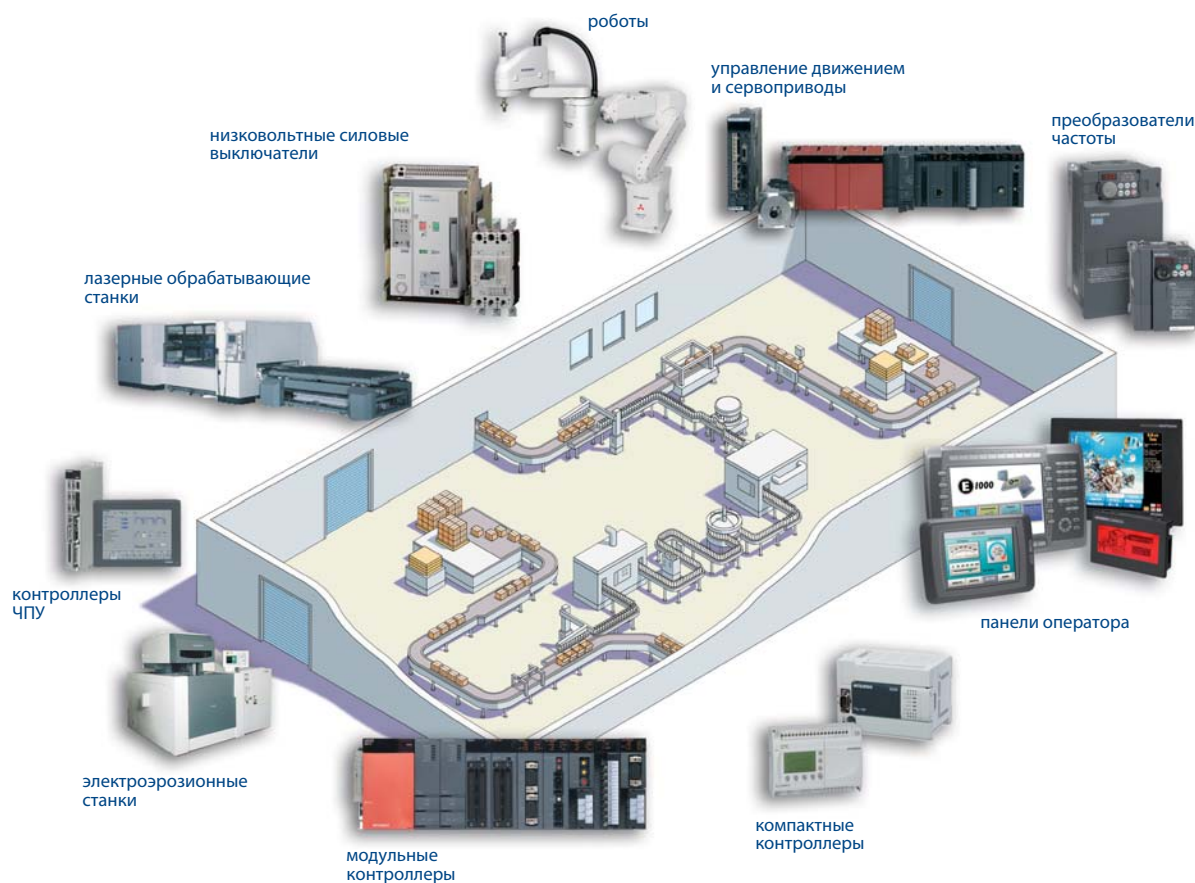 роботы
управление движением
и сервоприводы
преобразователи
частоты
низковольтные силовые
выключатели
лазерные обрабатывающие
станки
E1000
контроллеры
ЧПУ
панели оператора
электроэрозионные
станки
компактные
контроллеры
модульные
контроллеры